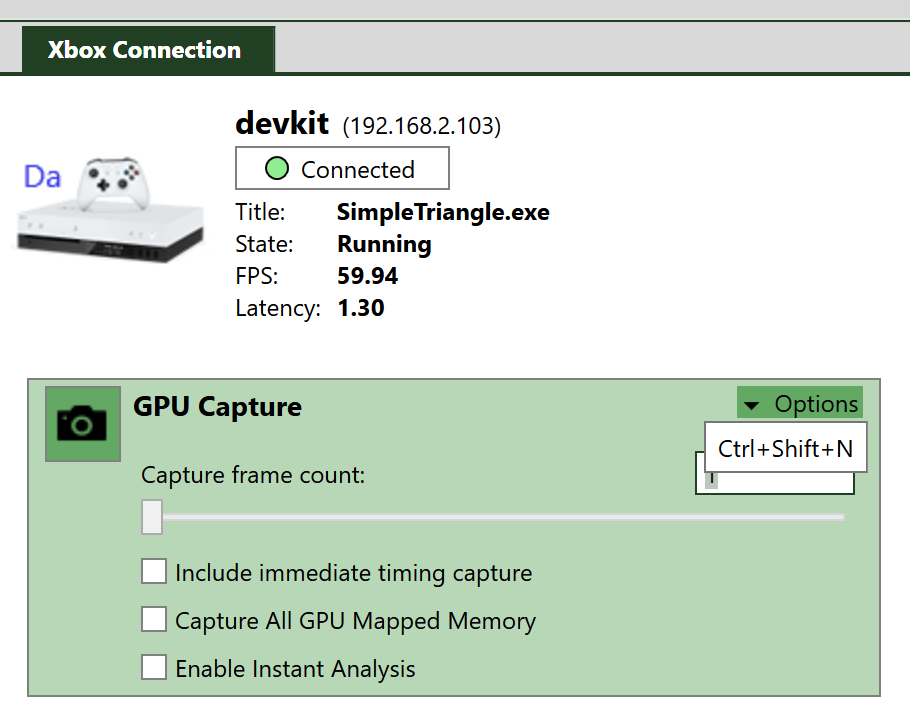 Xbox Connection
devkit (192.168.2.103)
Da
Connected
Title: SimpleTriangle.exe
State: Running
FPS: 59.94
Latency: 1.30
GPU Capture
Options
Ctrl+Shift+N
Capture frame count:
Include immediate timing capture
Capture All GPU Mapped Memory
Enable Instant Analysis